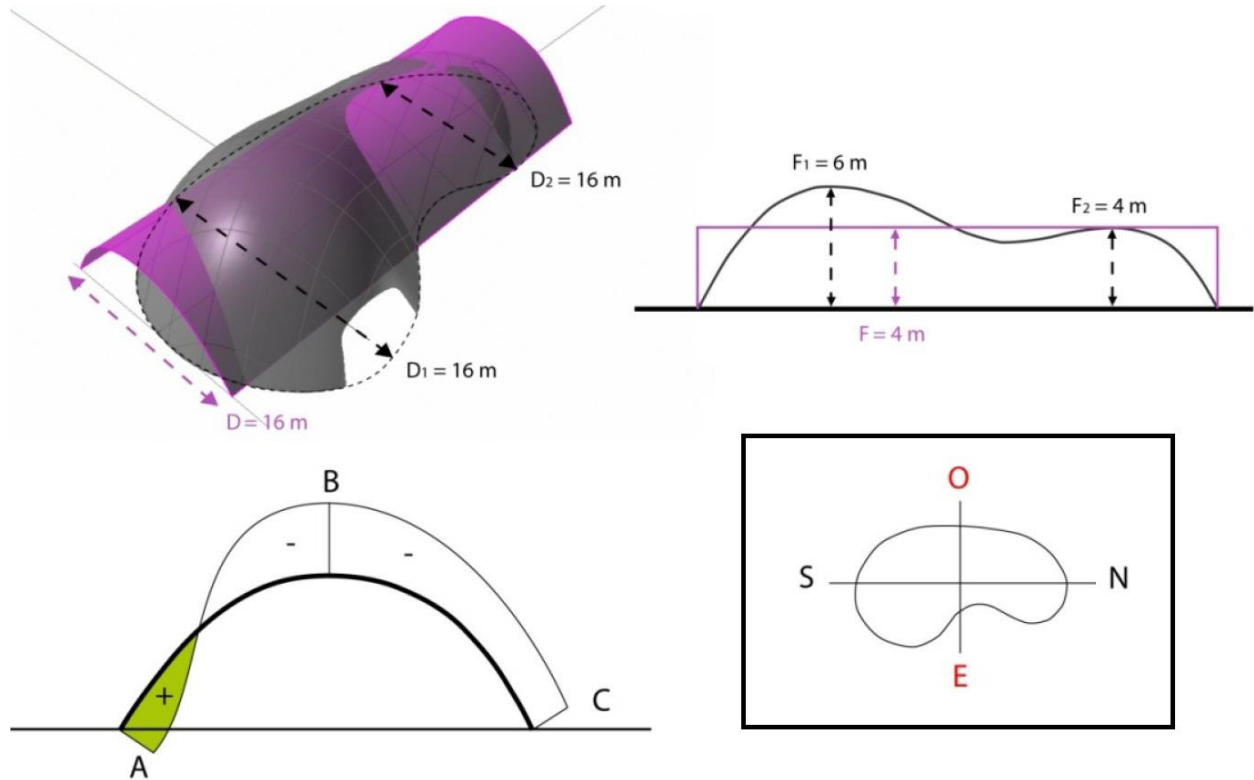 D₂ = 16 m
D₁ = 16 m
D = 16 m
F₁ = 6 m
F₂ = 4 m
F = 4 m
B
-
-
+
A
C
O
S
N
E